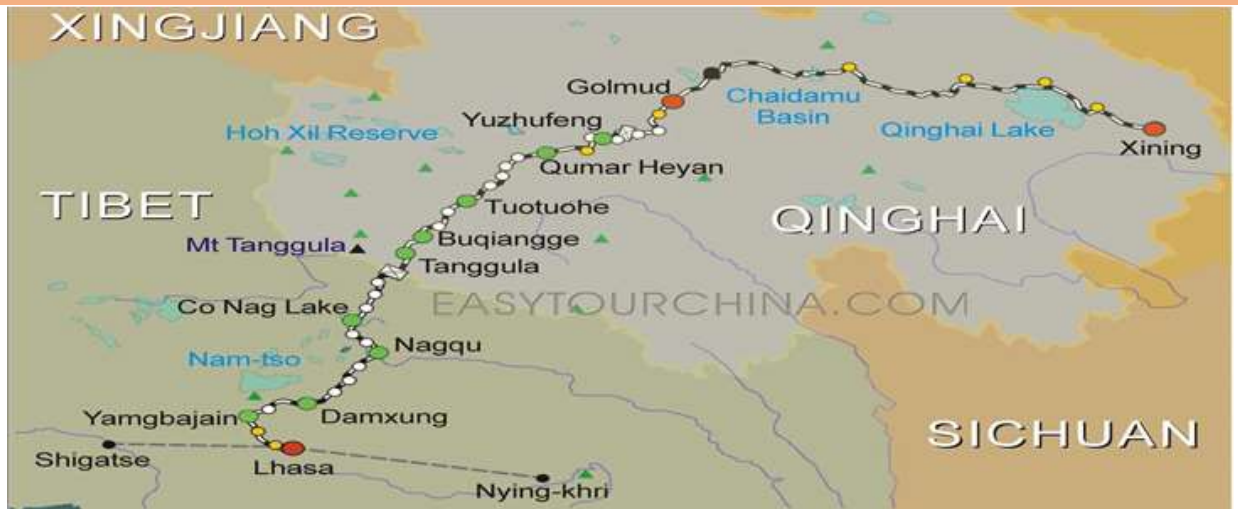 XINGJIANG
Golmud
Chaidamu
Basin
Yuzhufeng
Hoh Xil Reserve
Qinghai Lake
Xining
Qumar Heyan
TIBET
Tuotuohe
QINGHAI
Mt Tanggula
Buqiangge
Tanggula
EASYTOURCHINA.COM
Co Nag Lake
Nagqu
Nam-tso
Yamgbajain
Damxung
SICHUAN
Shigatse
Lhasa
Nying-khri